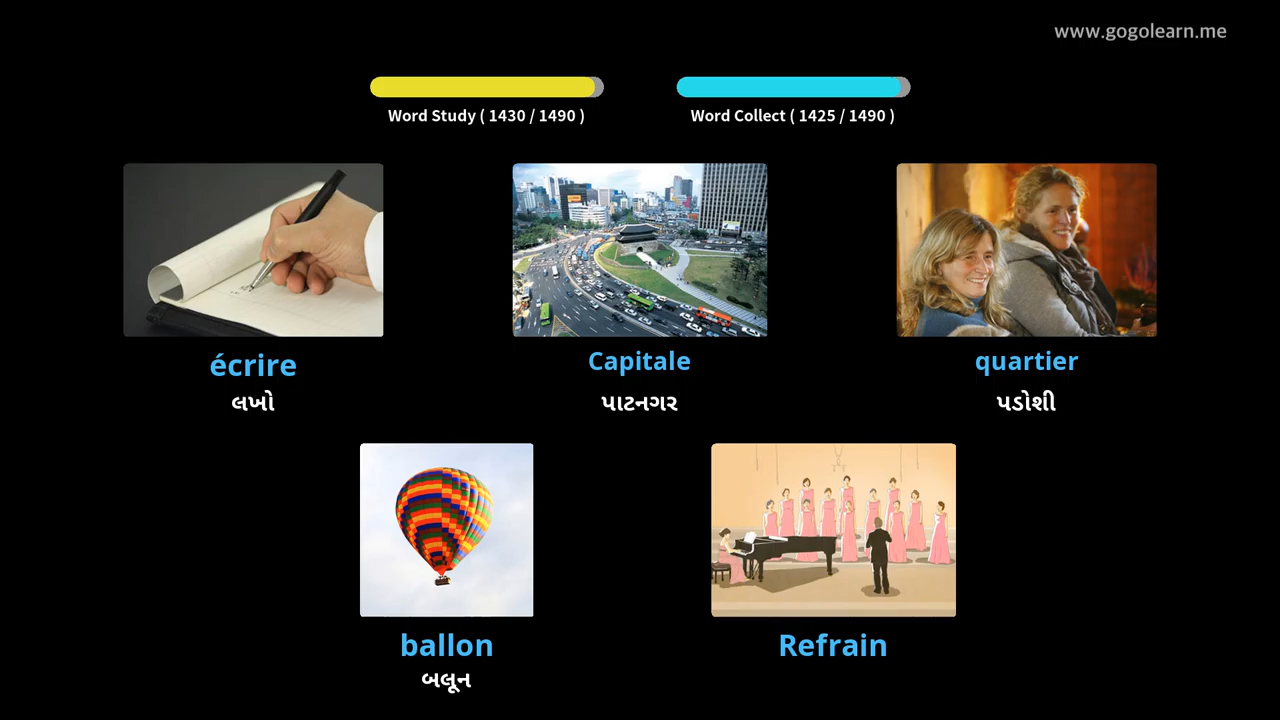 www.gogolearn.me
Word Study ( 1430 / 1490 )
Word Collect ( 1425 / 1490 )
écrire
લખો
Capitale
પાટનગર
quartier
પડોશી
ballon
બલૂન
Refrain